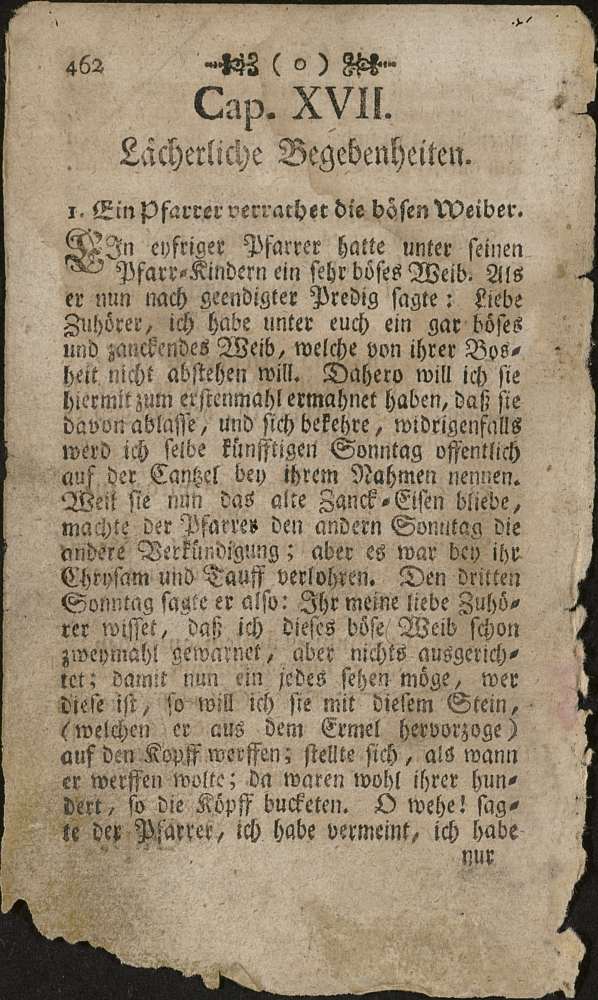 462 ( o )
Cap. XVII.
Lächerliche Begebenheiten.
1. Ein Pfarrer verrathet die bösen Weiber.
EIn eyfriger Pfarrer hatte unter seinen
Pfarr-Kindern ein sehr böses Weib. Als
er nun nach geendigter Predig sagte: Liebe
Zuhörer, ich habe unter euch ein gar böses
und zanckendes Weib, welche von ihrer Bos-
heit nicht abstehen will. Dahero will ich sie
hiermit zum erstenmahl ermahnet haben, daß sie
davon ablasse, und sich bekehre, widrigenfalls
werd ich selbe künfftigen Sonntag offentlich
auf der Cantzel bey ihrem Nahmen nennen.
Weil sie nun das alte Zanck-Eisen bliebe,
machte der Pfarrer den andern Sonntag die
andere Verkündigung; aber es war bey ihr
Chrysam und Tauff verlohren. Den dritten
Sonntag sagte er also: Ihr meine liebe Zuhö-
rer wisset, daß ich dieses böse Weib schon
zweymahl gewarnet, aber nichts ausgerich-
tet; damit nun ein jedes sehen möge, wer
diese ist, so will ich sie mit diesem Stein,
(welchen er aus dem Ermel hervorzoge)
auf den Kopff werffen; stellte sich, als wann
er werffen wolte; da waren wohl ihrer hun-
dert, so die Köpff bucketen. O wehe! sag-
te der Pfarrer, ich habe vermeint, ich habe
nur